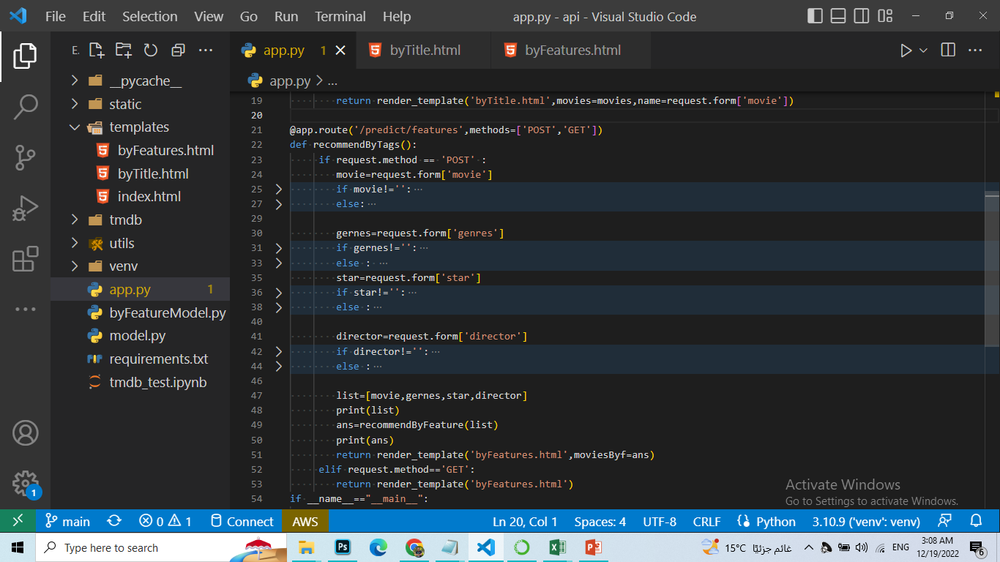 File Edit Selection View Go Run Terminal Help app.py - api - Visual Studio Code
E.
app.py 1 byTitle.html byFeatures.html
app.py > ...
__pycache__
static
templates
byFeatures.html
byTitle.html
index.html
tmdb
utils
venv
app.py 1
byFeatureModel.py
model.py
requirements.txt
tmdb_test.ipynb
19 return render_template('byTitle.html',movies=movies,name=request.form['movie'])
20
21 @app.route('/predict/features',methods=['POST','GET'])
22 def recommendByTags():
23 if request.method == 'POST' :
24 movie=request.form['movie']
25 if movie!='': ...
27 else: ...
29
30 gernes=request.form['genres']
31 if gernes!='': ...
33 else : ...
35 star=request.form['star']
36 if star!='': ...
38 else : ...
40
41 director=request.form['director']
42 if director!='': ...
44 else : ...
46
47 list=[movie,gernes,star,director]
48 print(list)
49 ans=recommendByFeature(list)
50 print(ans)
51 return render_template('byFeatures.html',moviesByf=ans)
52 elif request.method=='GET':
53 return render_template('byFeatures.html')
54 if __name__=="__main__":
Activate Windows
Go to Settings to activate Windows.
1
main 0 1 Connect AWS Ln 20, Col 1 Spaces: 4 UTF-8 CRLF Python 3.10.9 ('venv': venv)
Type here to search
15°C غائم جزئيًا
ENG
3:08 AM
12/19/2022
6